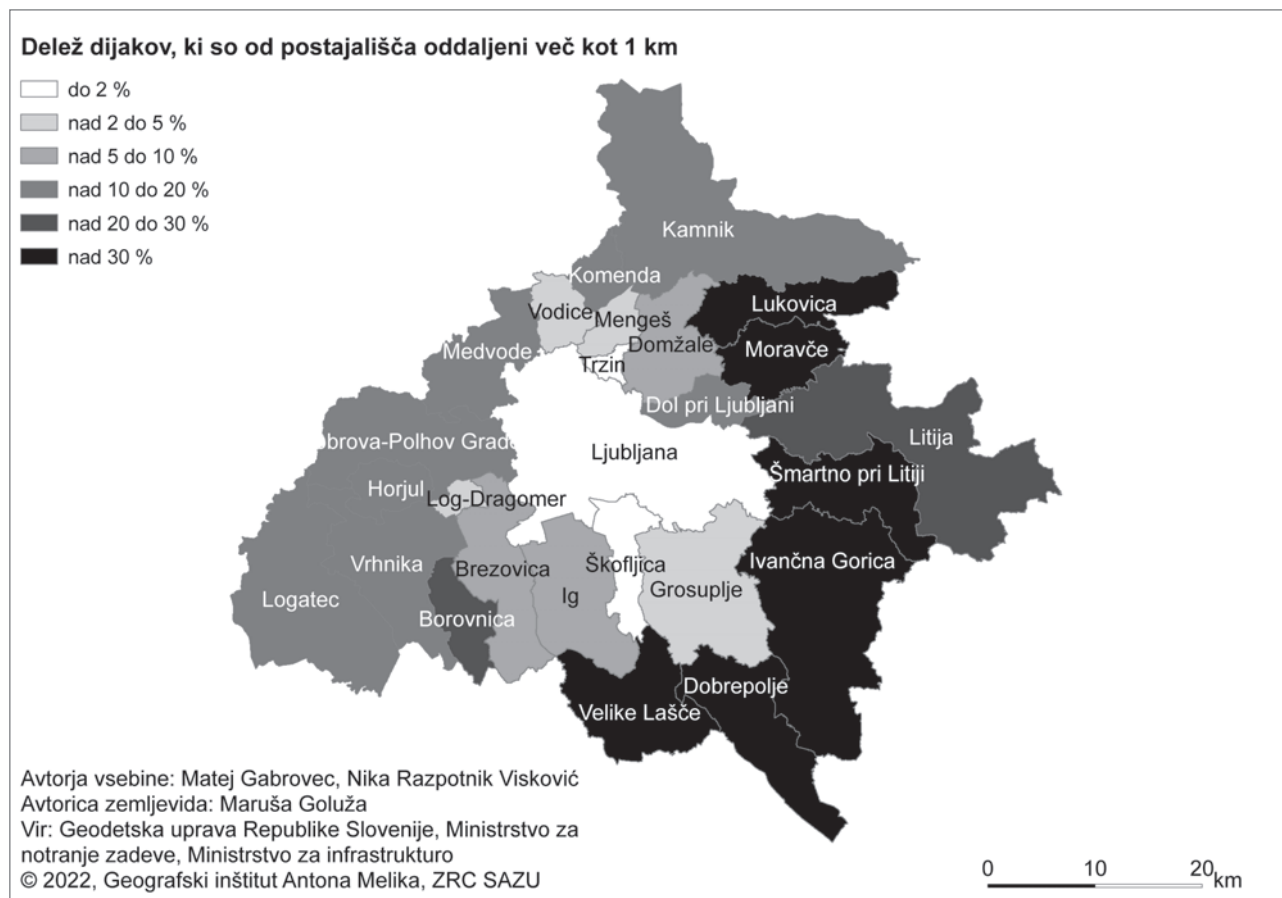 Delež dijakov, ki so od postajališča oddaljeni več kot 1 km
do 2 %
nad 2 do 5 %
nad 5 do 10 %
nad 10 do 20 %
nad 20 do 30 %
nad 30 %
Kamnik
Komenda
Lukovica
Vodice
Mengeš
Domžale
Moravče
Medvode
Trzin
Dol pri Ljubljani
Litija
obrova-Polhov Grade
Ljubljana
Šmartno pri Litiji
Horjul
Log-Dragomer
Vrhnika
Brezovica
Škofljica
Ivančna Gorica
Logatec
Ig
Grosuplje
Borovnica
Dobrepolje
Velike Lašče
Avtorja vsebine: Matej Gabrovec, Nika Razpotnik Visković
Avtorica zemljevida: Maruša Goluža
Vir: Geodetska uprava Republike Slovenije, Ministrstvo za
notranje zadeve, Ministrstvo za infrastrukturo
© 2022, Geografski inštitut Antona Melika, ZRC SAZU
0 10 20 km